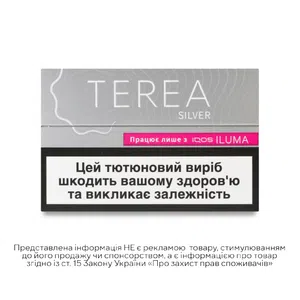 TEREA
SILVER
Працює лише з IQOS ILUMA
Цей тютюновий виріб
шкодить вашому здоров'ю
та викликає залежність
Представлена інформація НЕ є рекламою товару, стимулюванням
до його продажу чи спонсорством, а є інформацією про товар
згідно із ст. 15 Закону України «Про захист прав споживачів»